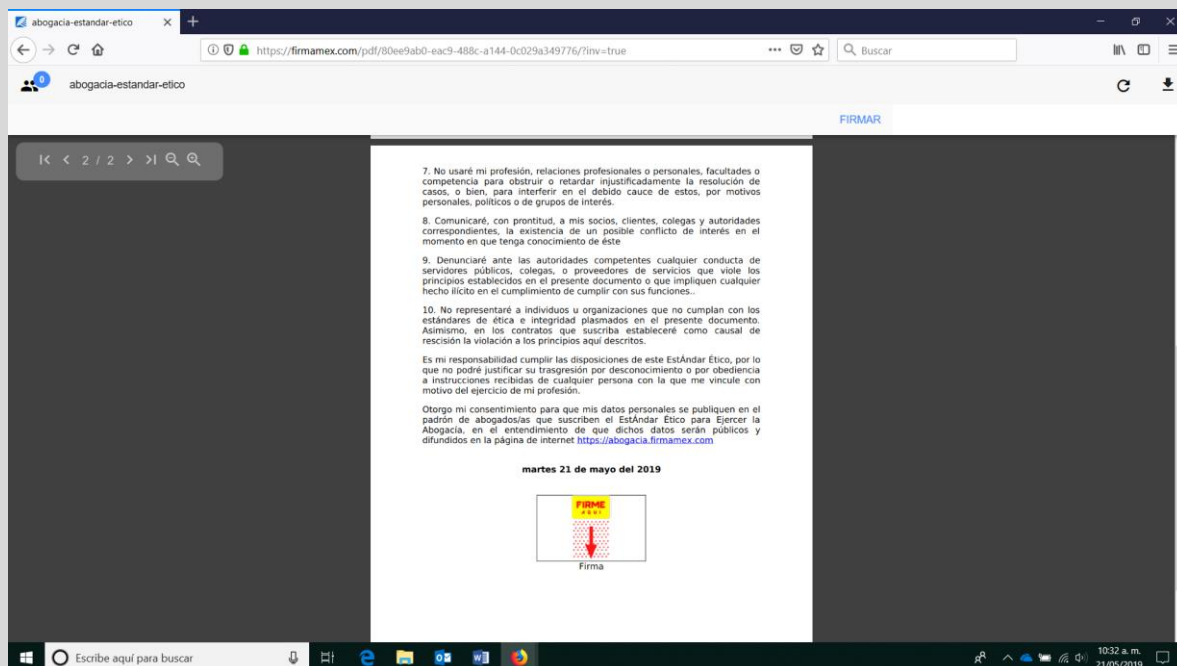 abogacia-estandar-etico
https://firmamex.com/pdf/80ee9ab0-eac9-488c-a144-0c029a349776/?inv=true
Buscar
0
abogacia-estandar-etico
FIRMAR
2 / 2
7. No usaré mi profesión, relaciones profesionales o personales, facultades o
competencia para obstruir o retardar injustificadamente la resolución de
casos, o bien, para interferir en el debido cauce de estos, por motivos
personales, políticos o de grupos de interés.
8. Comunicaré, con prontitud, a mis socios, clientes, colegas y autoridades
correspondientes, la existencia de un posible conflicto de interés en el
momento en que tenga conocimiento de éste
9. Denunciaré ante las autoridades competentes cualquier conducta de
servidores públicos, colegas, o proveedores de servicios que viole los
principios establecidos en el presente documento o que impliquen cualquier
hecho ilícito en el cumplimiento de cumplir con sus funciones..
10. No representaré a individuos u organizaciones que no cumplan con los
estándares de ética e integridad plasmados en el presente documento.
Asimismo, en los contratos que suscriba estableceré como causal de
rescisión la violación a los principios aquí descritos.
Es mi responsabilidad cumplir las disposiciones de este EstÁndar Ético, por lo
que no podré justificar su trasgresión por desconocimiento o por obediencia
a instrucciones recibidas de cualquier persona con la que me vincule con
motivo del ejercicio de mi profesión.
Otorgo mi consentimiento para que mis datos personales se publiquen en el
padrón de abogados/as que suscriben el EstÁndar Ético para Ejercer la
Abogacía, en el entendimiento de que dichos datos serán públicos y
difundidos en la página de internet https://abogacia.firmamex.com
martes 21 de mayo del 2019
FIRME
AQUÍ
Firma
Escribe aquí para buscar
10:32 a. m.
21/05/2019